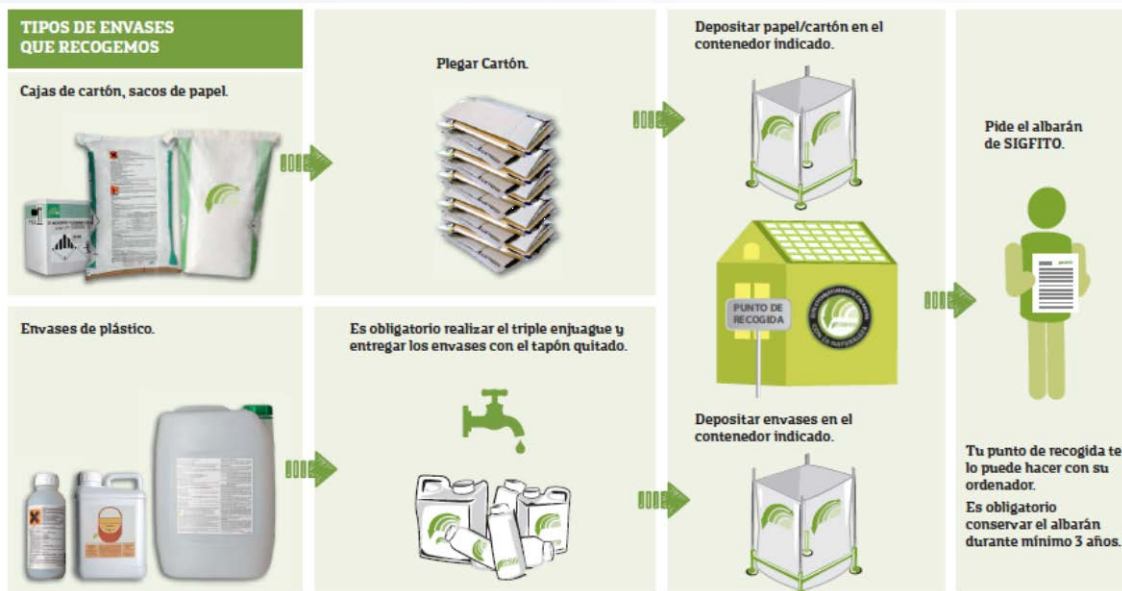 TIPOS DE ENVASES
QUE RECOGEMOS
Cajas de cartón, sacos de papel.
Plegar Cartón.
Depositar papel/cartón en el
contenedor indicado.
PUNTO DE
RECOGIDA
Pide el albarán
de SIGFITO.
Envases de plástico.
Es obligatorio realizar el triple enjuague y
entregar los envases con el tapón quitado.
Depositar envases en el
contenedor indicado.
Tu punto de recogida te
lo puede hacer con su
ordenador.
Es obligatorio
conservar el albarán
durante mínimo 3 años.